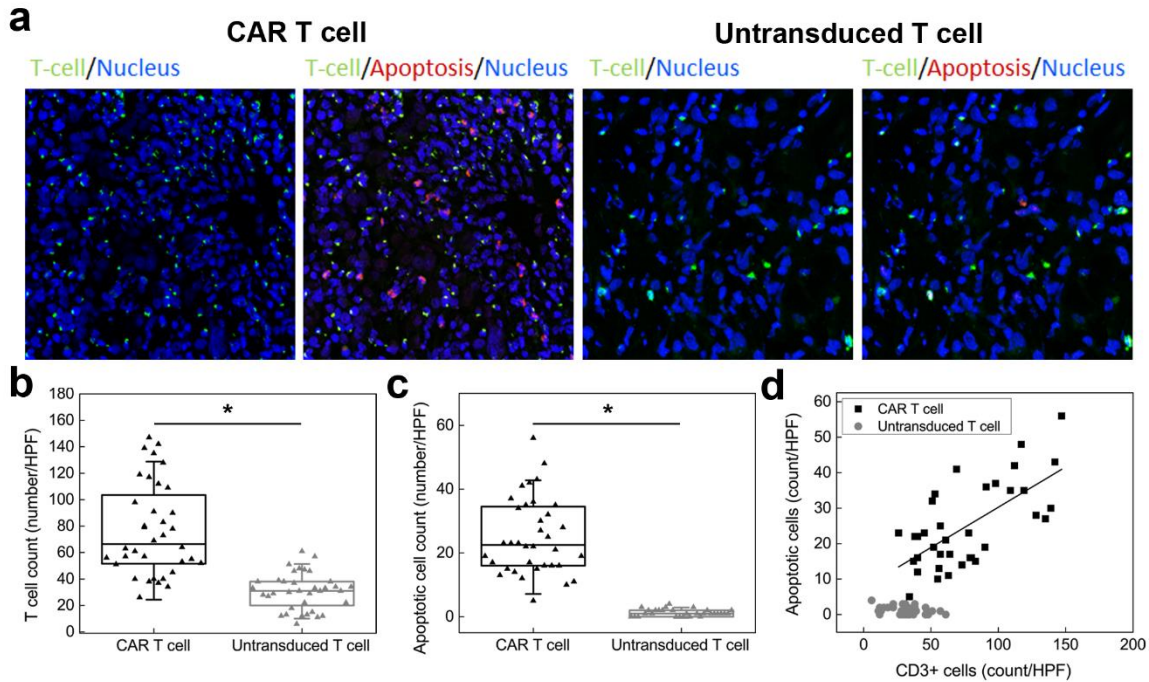 a
CAR T cell
Untransduced T cell
T-cell/Nucleus
T-cell/Apoptosis/Nucleus
T-cell/Nucleus
T-cell/Apoptosis/Nucleus
b
T cell count (number/HPF)
180
160
140
120
100
80
60
40
20
0
*
CAR T cell
Untransduced T cell
c
Apoptotic cell count (number/HPF)
60
40
20
0
*
CAR T cell
Untransduced T cell
d
Apoptotic cells (count/HPF)
60
50
40
30
20
10
0
CAR T cell
Untransduced T cell
0
50
100
150
200
CD3+ cells (count/HPF)